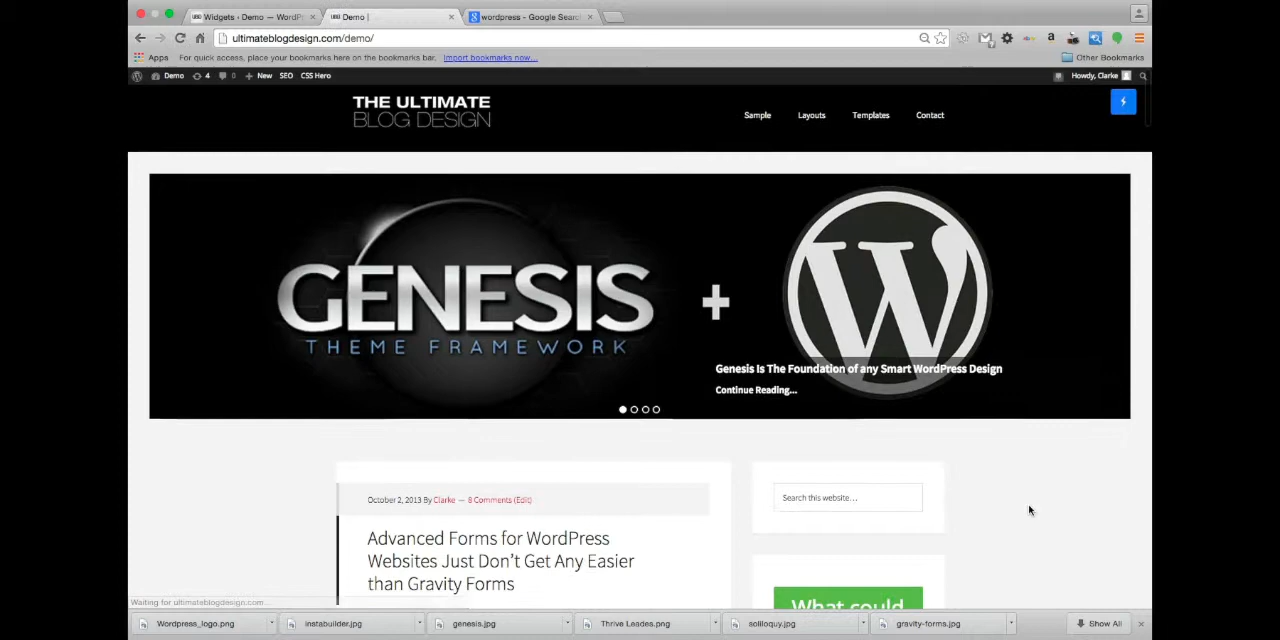 Widgets ‹ Demo — WordPr
Demo |
wordpress - Google Search
ultimateblogdesign.com/demo/
Apps
For quick access, place your bookmarks here on the bookmarks bar.
Import bookmarks now...
Other Bookmarks
Demo
4
0
New
SEO
CSS Hero
Howdy, Clarke
THE ULTIMATE
BLOG DESIGN
Sample
Layouts
Templates
Contact
GENESIS
THEME FRAMEWORK
+
W
Genesis Is The Foundation of any Smart WordPress Design
Continue Reading...
October 2, 2013 By Clarke — 8 Comments (Edit)
Advanced Forms for WordPress
Websites Just Don't Get Any Easier
than Gravity Forms
Search this website…
What could
Waiting for ultimateblogdesign.com...
Wordpress_logo.png
instabuilder.jpg
genesis.jpg
Thrive Leades.png
soliloquy.jpg
gravity-forms.jpg
Show All